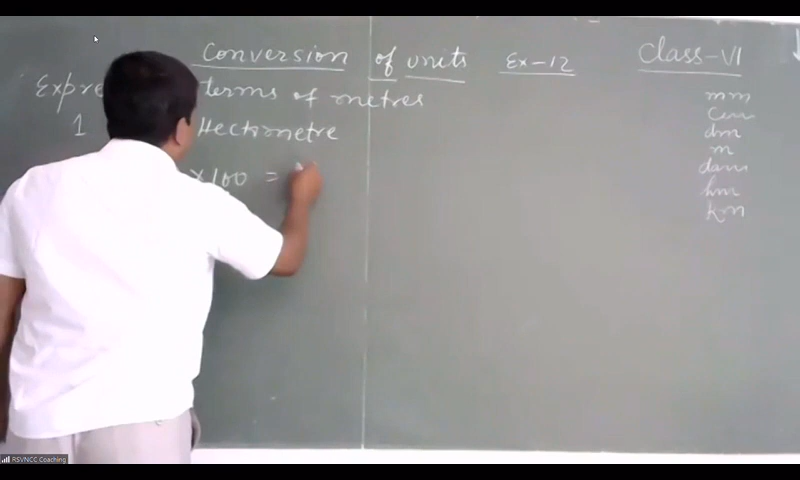 Conversion of units Ex-12 Class-VI
Expre terms of metres
1 Hectometre
×100 =
mm
cm
dm
m
dam
hm
km
RSVNCC Coaching